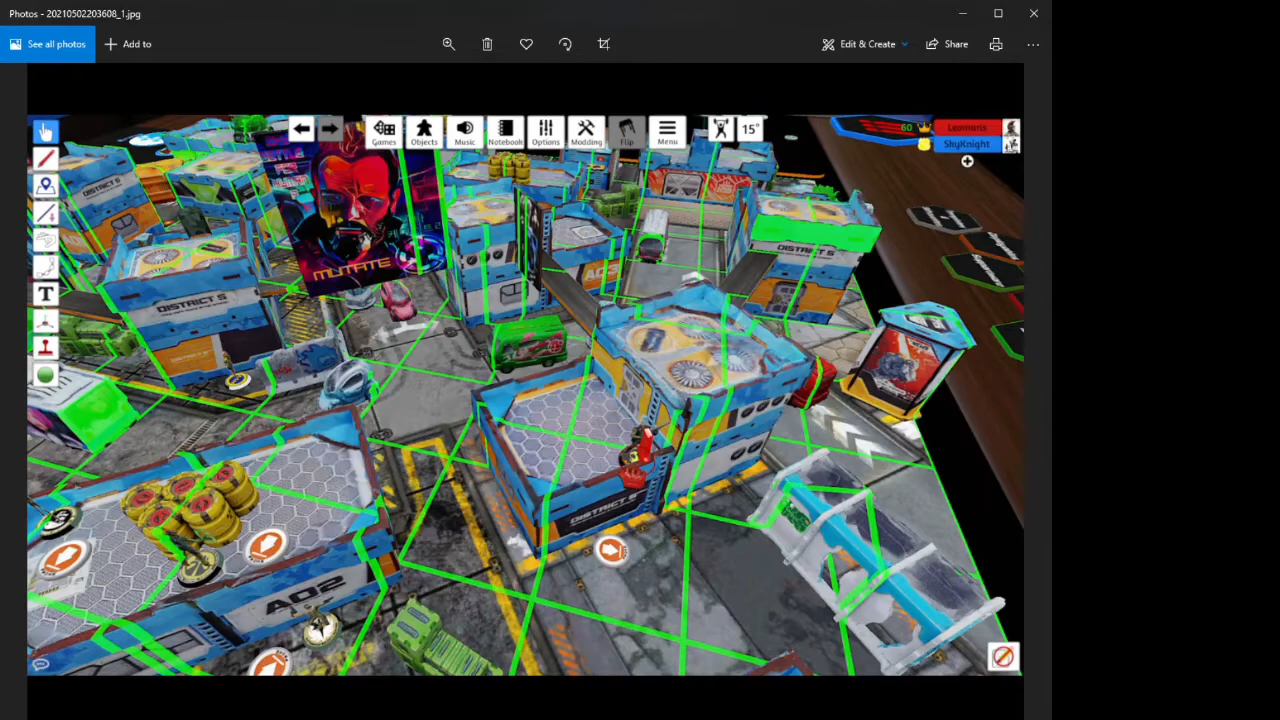 Photos - 20210502203608_1.jpg
See all photos
Add to
Edit & Create
Share
Games
Objects
Music
Notebook
Options
Modding
Flip
Menu
15°
60
SkyKnight
MUTATE
DISTRICT 5
DISTRICT 5
DISTRICT 5
A03
DISTRICT 5
A02
T